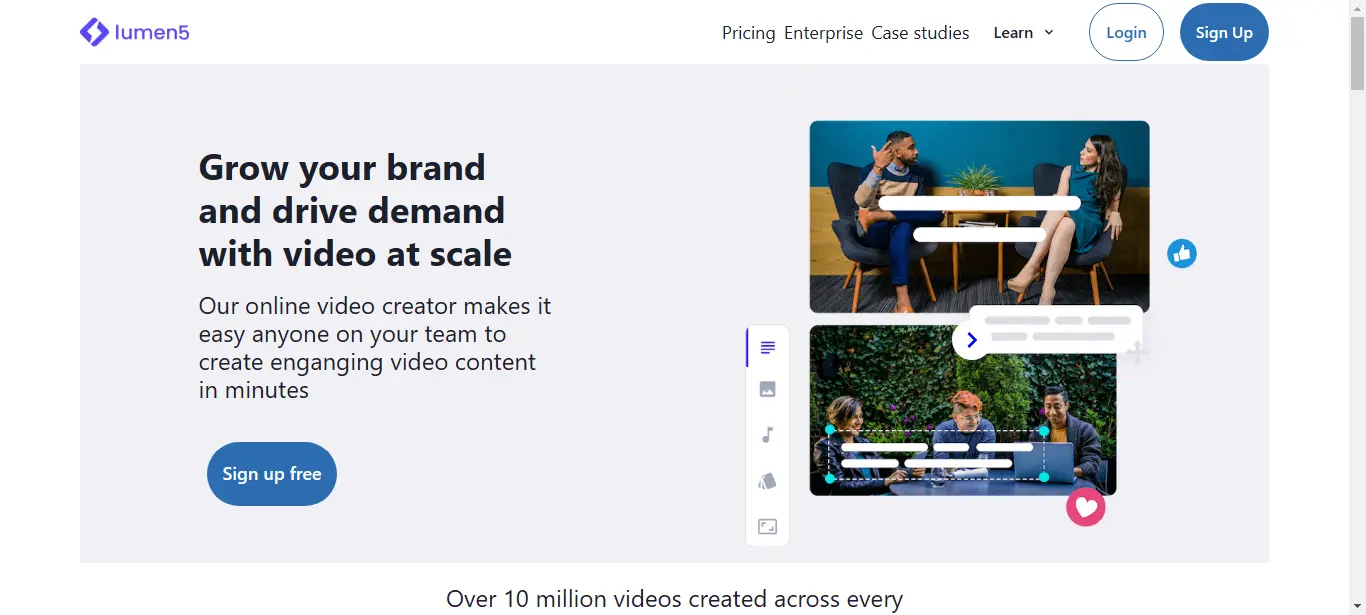 lumen5
Pricing Enterprise Case studies Learn
Login
Sign Up
Grow your brand
and drive demand
with video at scale
Our online video creator makes it
easy anyone on your team to
create enganging video content
in minutes
Sign up free
Over 10 million videos created across every